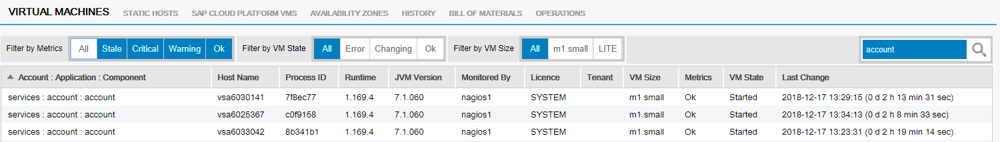 VIRTUAL MACHINES STATIC HOSTS SAP CLOUD PLATFORM VMS AVAILABILITY ZONES HISTORY BILL OF MATERIALS OPERATIONS
Filter by Metrics All Stale Critical Warning Ok Filter by VM State All Error Changing Ok Filter by VM Size All m1.small LITE account
Account : Application : Component Host Name Process ID Runtime JVM Version Monitored By Licence Tenant VM Size Metrics VM State Last Change
services : account : account vsa6030141 7f8ec77 1.169.4 7.1.060 nagios1 SYSTEM m1.small Ok Started 2018-12-17 13:29:15 (0 d 2 h 13 min 31 sec)
services : account : account vsa6025367 c0f9158 1.169.4 7.1.060 nagios1 SYSTEM m1.small Ok Started 2018-12-17 13:34:13 (0 d 2 h 8 min 33 sec)
services : account : account vsa6033042 8b341b1 1.169.4 7.1.060 nagios1 SYSTEM m1.small Ok Started 2018-12-17 13:23:31 (0 d 2 h 19 min 14 sec)